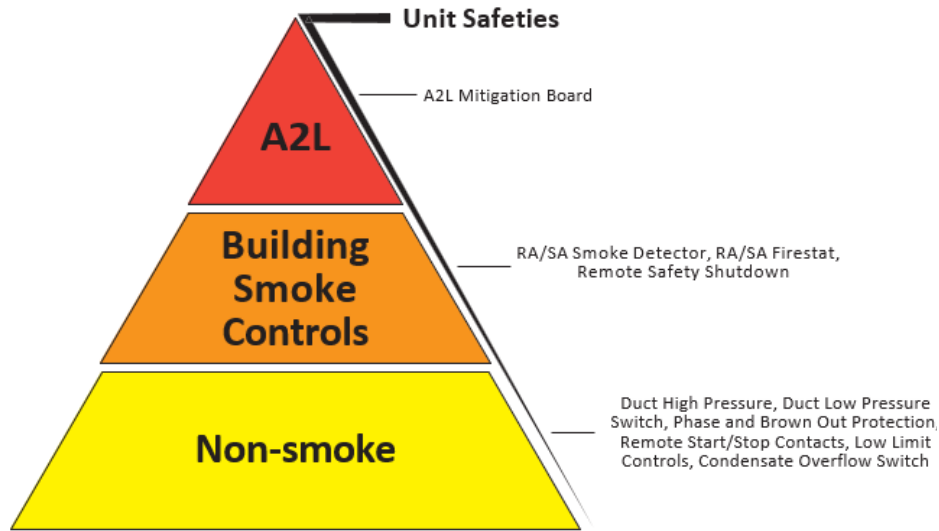 Unit Safeties
A2L Mitigation Board
A2L
Building
Smoke
Controls
RA/SA Smoke Detector, RA/SA Firestat,
Remote Safety Shutdown
Non-smoke
Duct High Pressure, Duct Low Pressure
Switch, Phase and Brown Out Protection,
Remote Start/Stop Contacts, Low Limit
Controls, Condensate Overflow Switch